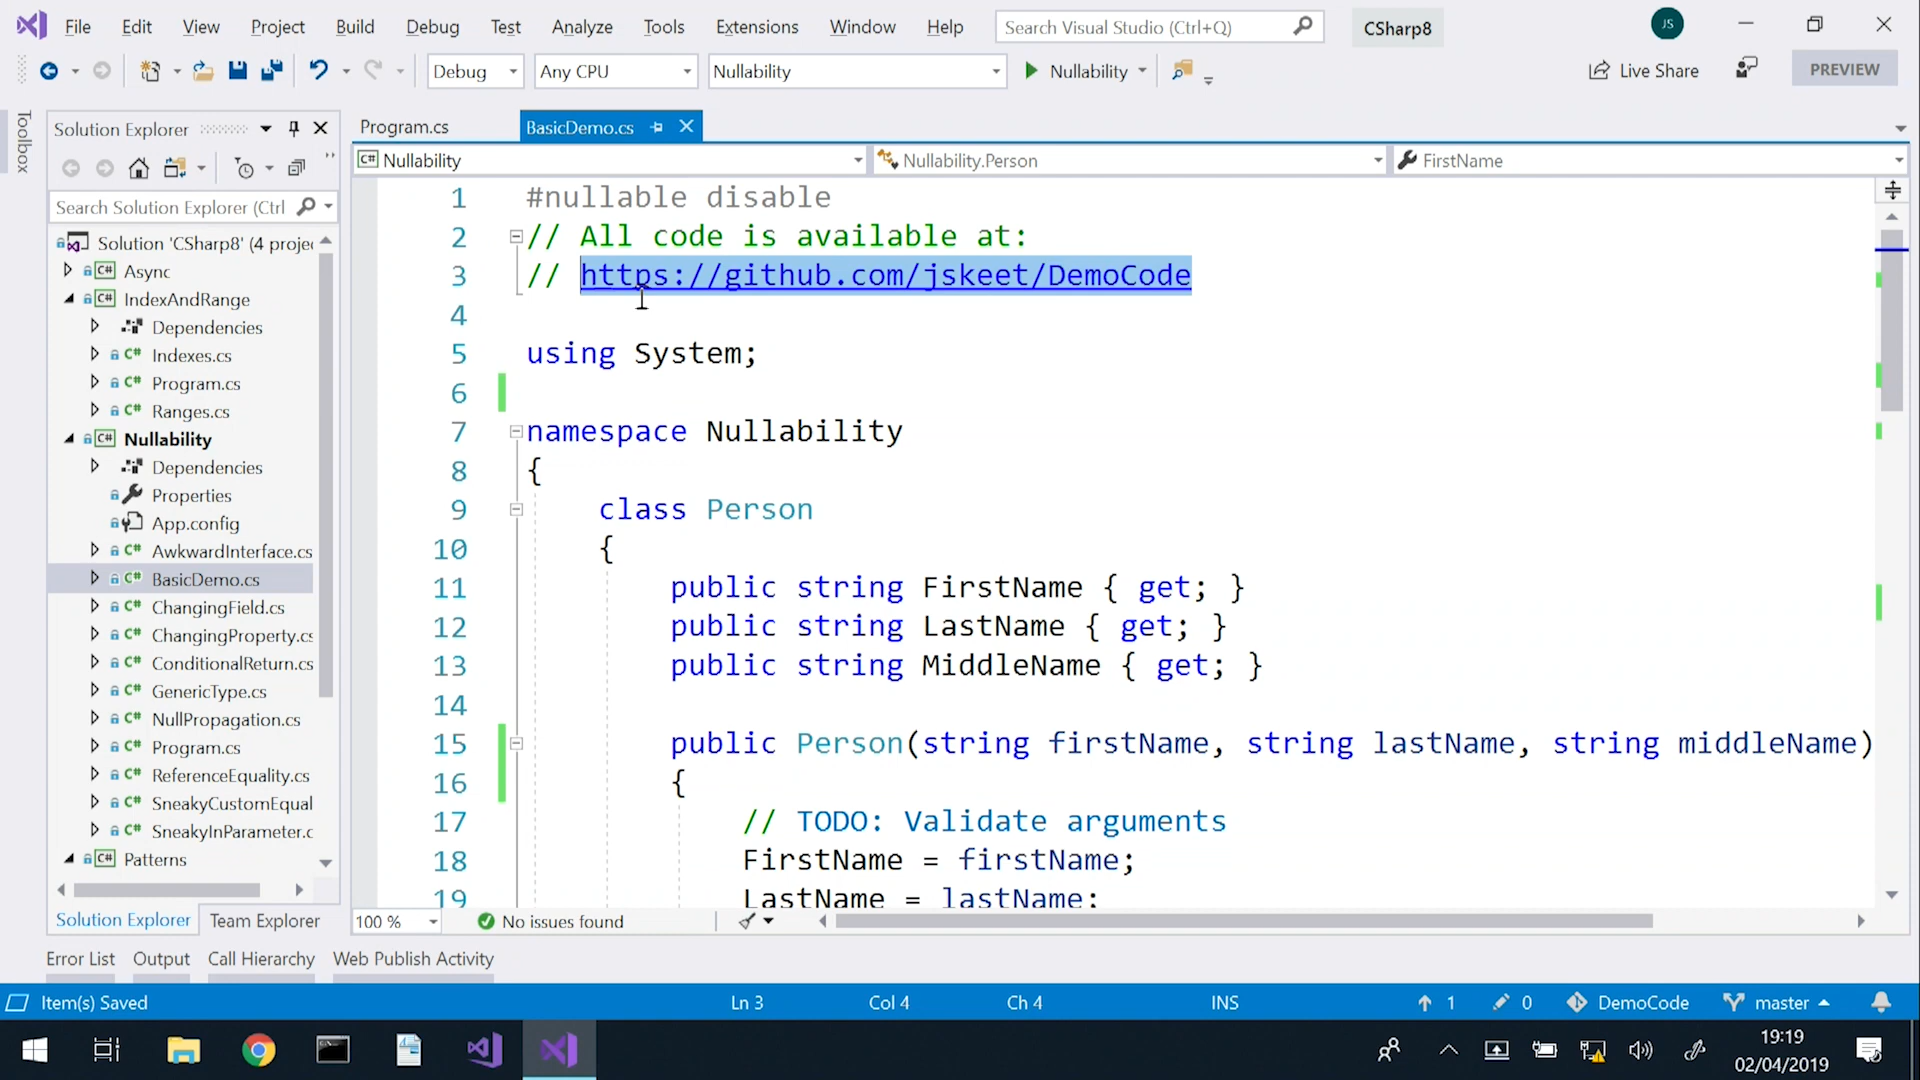 File Edit View Project Build Debug Test Analyze Tools Extensions Window Help Search Visual Studio (Ctrl+Q) CSharp8 JS
Debug Any CPU Nullability Nullability Live Share PREVIEW
Toolbox
Solution Explorer
Search Solution Explorer (Ctrl
Solution 'CSharp8' (4 proje
Async
IndexAndRange
Dependencies
Indexes.cs
Program.cs
Ranges.cs
Nullability
Dependencies
Properties
App.config
AwkwardInterface.cs
BasicDemo.cs
ChangingField.cs
ChangingProperty.cs
ConditionalReturn.cs
GenericType.cs
NullPropagation.cs
Program.cs
ReferenceEquality.cs
SneakyCustomEqual
SneakyInParameter.c
Patterns
Solution Explorer Team Explorer
Program.cs BasicDemo.cs
C# Nullability Nullability.Person FirstName
1 #nullable disable
2 // All code is available at:
3 // https://github.com/jskeet/DemoCode
4
5 using System;
6
7 namespace Nullability
8 {
9 class Person
10 {
11 public string FirstName { get; }
12 public string LastName { get; }
13 public string MiddleName { get; }
14
15 public Person(string firstName, string lastName, string middleName)
16 {
17 // TODO: Validate arguments
18 FirstName = firstName;
19 LastName = lastName;
100 % No issues found
Error List Output Call Hierarchy Web Publish Activity
Item(s) Saved Ln 3 Col 4 Ch 4 INS 1 0 DemoCode master
19:19
02/04/2019